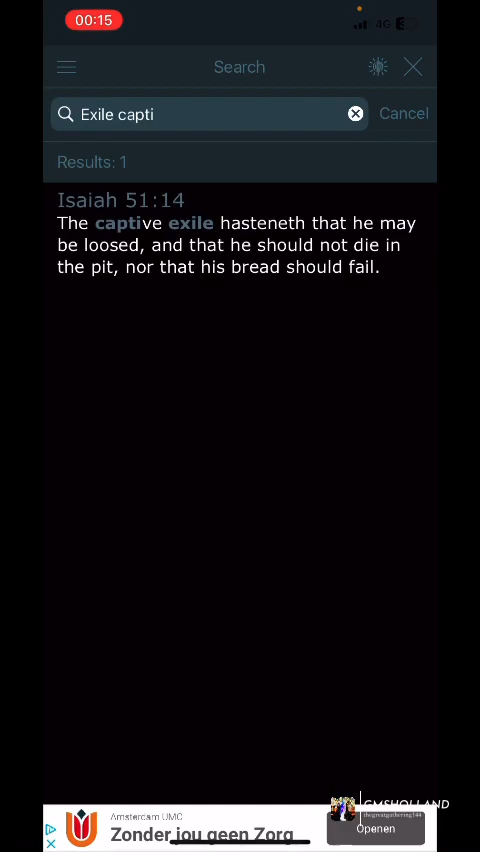 00:15
4G
Search
Exile capti
Cancel
Results: 1
Isaiah 51:14
The captive exile hasteneth that he may
be loosed, and that he should not die in
the pit, nor that his bread should fail.
Amsterdam UMC
Zonder jou geen Zorg
GMSHOLLAND
thegreatgathering144
Openen